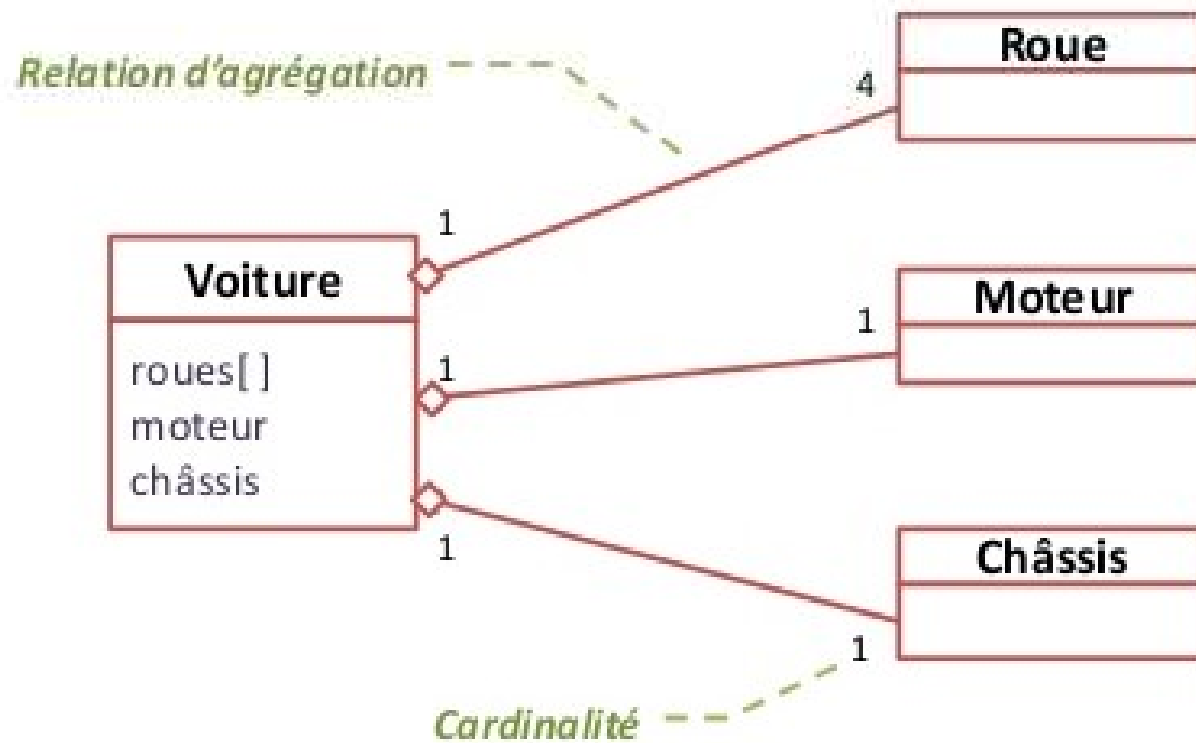 Relation d'agrégation
Roue
4
1
Voiture
roues[ ]
moteur
châssis
1
1
Moteur
1
Châssis
1
Cardinalité